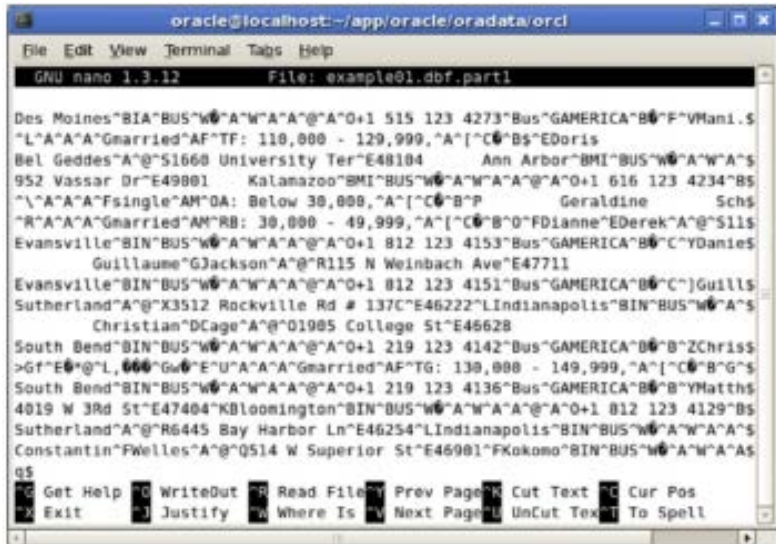 oracle@localhost:~/app/oracle/oradata/orcl
File Edit View Terminal Tabs Help
GNU nano 1.3.12 File: example01.dbf.part1
Des Moines^BIA^BUS^W�^A^W^A^A^@^A^O+1 515 123 4273^Bus^GAMERICA^B�^F^VMani.$
^L^A^A^A^Gmarried^AF^TF: 110,000 - 129,999,^A^[^C�^B$^EDoris
Bel Geddes^A^@^S1660 University Ter^E48104 Ann Arbor^BMI^BUS^W�^A^W^A^$
952 Vassar Dr^E49001 Kalamazoo^BMI^BUS^W�^A^W^A^A^@^A^O+1 616 123 4234^B$
^\^A^A^A^Fsingle^AM^OA: Below 30,000,^A^[^C�^B^P Geraldine Sch$
^R^A^A^A^Gmarried^AM^RB: 30,000 - 49,999,^A^[^C�^B^O^FDianne^EDerek^A^@^S11$
Evansville^BIN^BUS^W�^A^W^A^A^@^A^O+1 812 123 4153^Bus^GAMERICA^B�^C^YDanie$
Guillaume^GJackson^A^@^R115 N Weinbach Ave^E47711
Evansville^BIN^BUS^W�^A^W^A^A^@^A^O+1 812 123 4151^Bus^GAMERICA^B�^C^]Guill$
Sutherland^A^@^X3512 Rockville Rd # 137C^E46222^LIndianapolis^BIN^BUS^W�^A^$
Christian^DCage^A^@^O1905 College St^E46628
South Bend^BIN^BUS^W�^A^W^A^A^@^A^O+1 219 123 4142^Bus^GAMERICA^B�^B^ZChris$
>Gf^E�*@^L,���^Gw�^E^U^A^A^A^Gmarried^AF^TG: 130,000 - 149,999,^A^[^C�^B^G^$
South Bend^BIN^BUS^W�^A^W^A^A^@^A^O+1 219 123 4136^Bus^GAMERICA^B�^B^YMatth$
4019 W 3Rd St^E47404^KBloomington^BIN^BUS^W�^A^W^A^A^@^A^O+1 812 123 4129^B$
Sutherland^A^@^R6445 Bay Harbor Ln^E46254^LIndianapolis^BIN^BUS^W�^A^W^A^A^$
Constantin^FWelles^A^@^Q514 W Superior St^E46901^FKokomo^BIN^BUS^W�^A^W^A^A$
q$
^G Get Help ^O WriteOut ^R Read File ^Y Prev Page ^K Cut Text ^C Cur Pos
^X Exit ^J Justify ^W Where Is ^V Next Page ^U UnCut Tex ^T To Spell